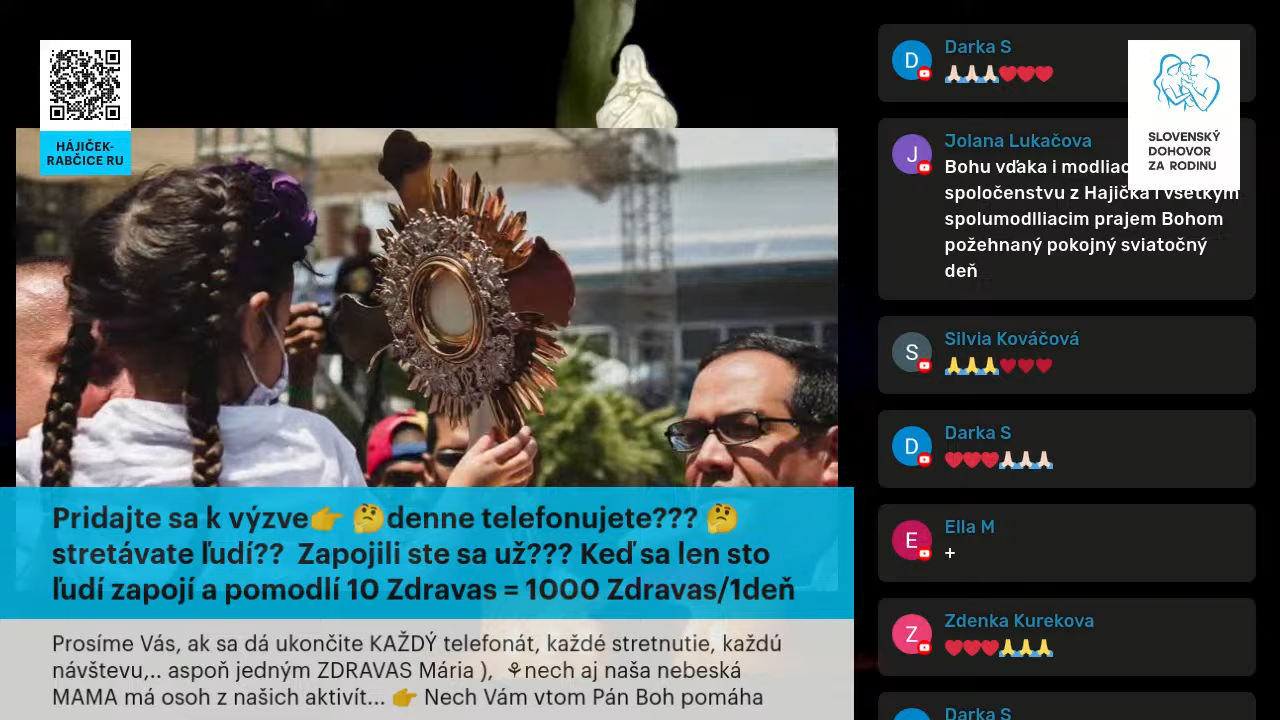 HÁJIČEK-
RABČICE RU
Pridajte sa k výzve👉 🤔denne telefonujete??? 🤔
stretávate ľudí?? Zapojili ste sa už??? Keď sa len sto
ľudí zapojí a pomodlí 10 Zdravas = 1000 Zdravas/1deň
Prosíme Vás, ak sa dá ukončite KAŽDÝ telefonát, každé stretnutie, každú
návštevu,.. aspoň jedným ZDRAVAS Mária ), ⚘nech aj naša nebeská
MAMA má osoh z našich aktivít... 👉 Nech Vám vtom Pán Boh pomáha
D
Darka S
🙏🏻🙏🏻🙏🏻❤️❤️❤️
SLOVENSKÝ
DOHOVOR
ZA RODINU
J
Jolana Lukačova
Bohu vďaka i
spoločenstvu z Hajička i všetkým
spolumodlliacim prajem Bohom
požehnaný pokojný sviatočný
deň
S
Silvia Kováčová
🙏🙏🙏❤️❤️❤️
D
Darka S
❤️❤️❤️🙏🏻🙏🏻🙏🏻
E
Ella M
+
Z
Zdenka Kurekova
❤️❤️❤️🙏🙏🙏
Darka S